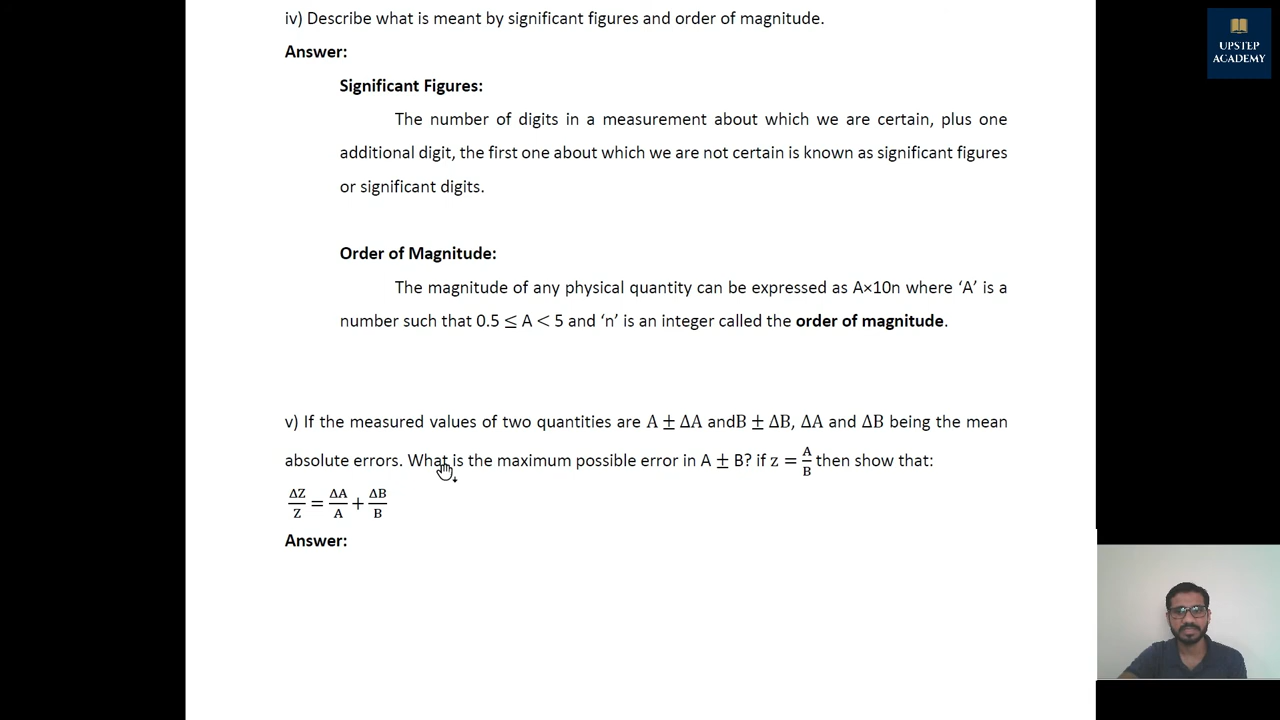 iv) Describe what is meant by significant figures and order of magnitude.
Answer:
Significant Figures:
The number of digits in a measurement about which we are certain, plus one
additional digit, the first one about which we are not certain is known as significant figures
or significant digits.
Order of Magnitude:
The magnitude of any physical quantity can be expressed as A×10n where ‘A’ is a
number such that 0.5 ≤ A < 5 and ‘n’ is an integer called the order of magnitude.
v) If the measured values of two quantities are A ± ΔA andB ± ΔB, ΔA and ΔB being the mean
absolute errors. What is the maximum possible error in A ± B? if z = A/B then show that:
ΔZ/Z = ΔA/A + ΔB/B
Answer:
UPSTEP
ACADEMY